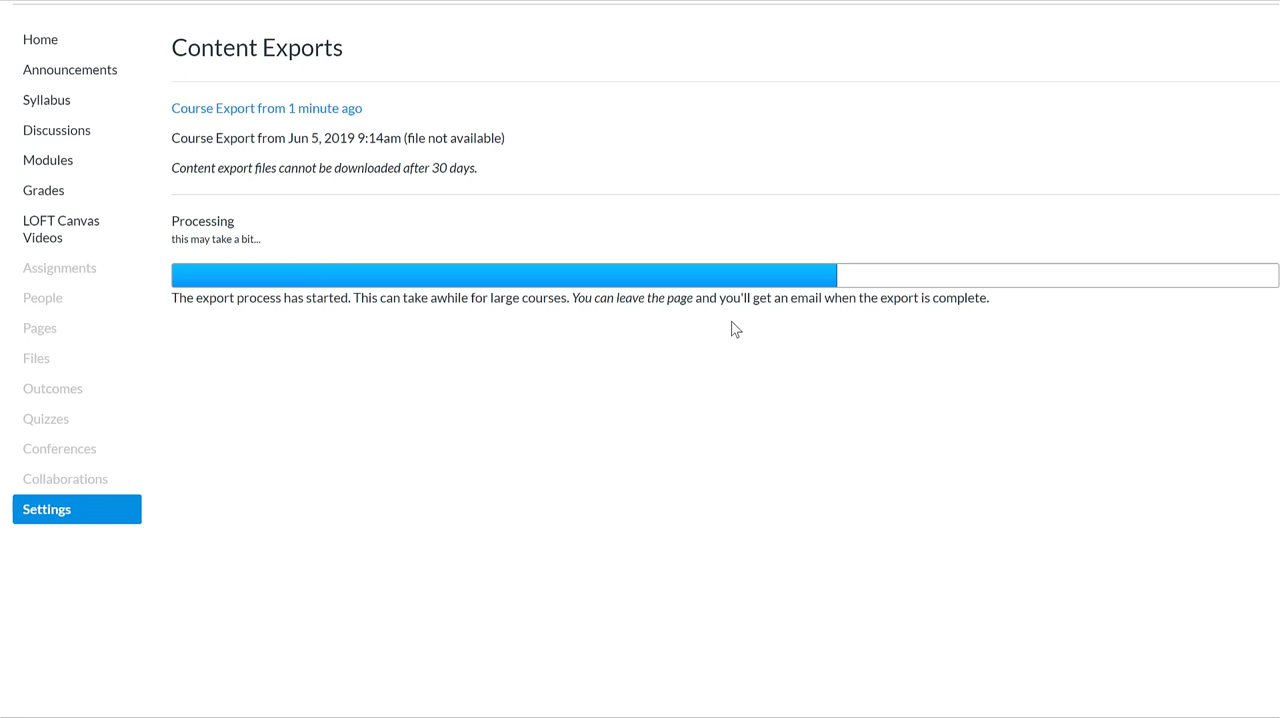 Home
Announcements
Syllabus
Discussions
Modules
Grades
LOFT Canvas
Videos
Assignments
People
Pages
Files
Outcomes
Quizzes
Conferences
Collaborations
Settings
Content Exports
Course Export from 1 minute ago
Course Export from Jun 5, 2019 9:14am (file not available)
Content export files cannot be downloaded after 30 days.
Processing
this may take a bit...
The export process has started. This can take awhile for large courses. You can leave the page and you'll get an email when the export is complete.